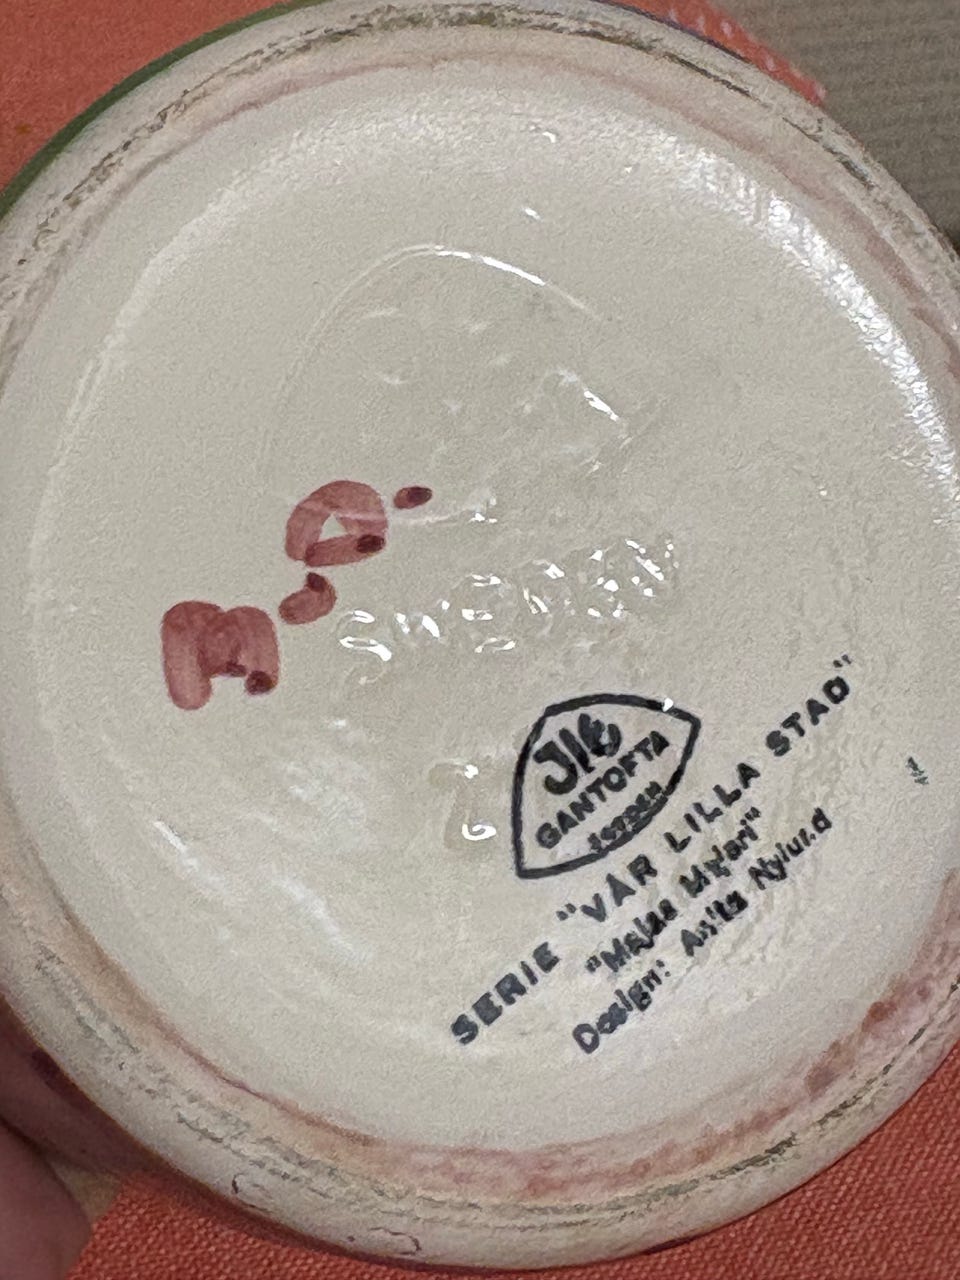 M.O.
SWEDEN
JIE
GANTOFTA
SWEDEN
SERIE "VÅR LILLA STAD"
"Majas Mejeri"
Design: Anita Nylund